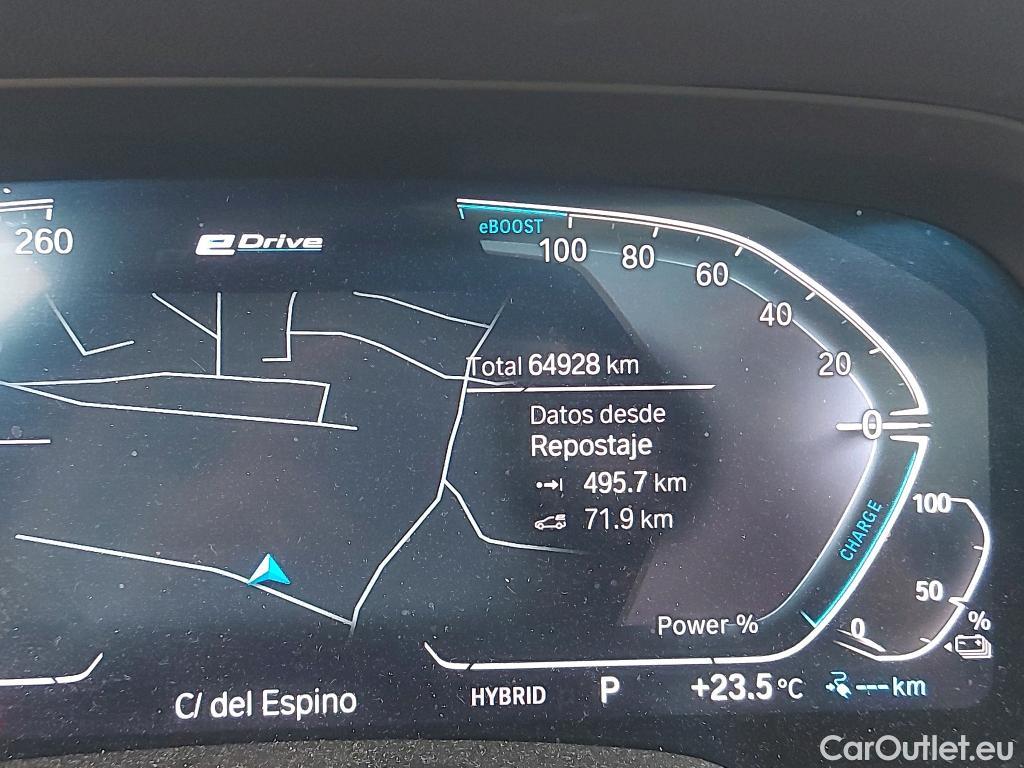 260
eDrive
eBOOST
100
80
60
40
20
0
Total 64928 km
Datos desde
Repostaje
495.7 km
71.9 km
CHARGE
100
50
0
%
Power %
C/ del Espino
HYBRID P +23.5 °C --- km
CarOutlet.eu